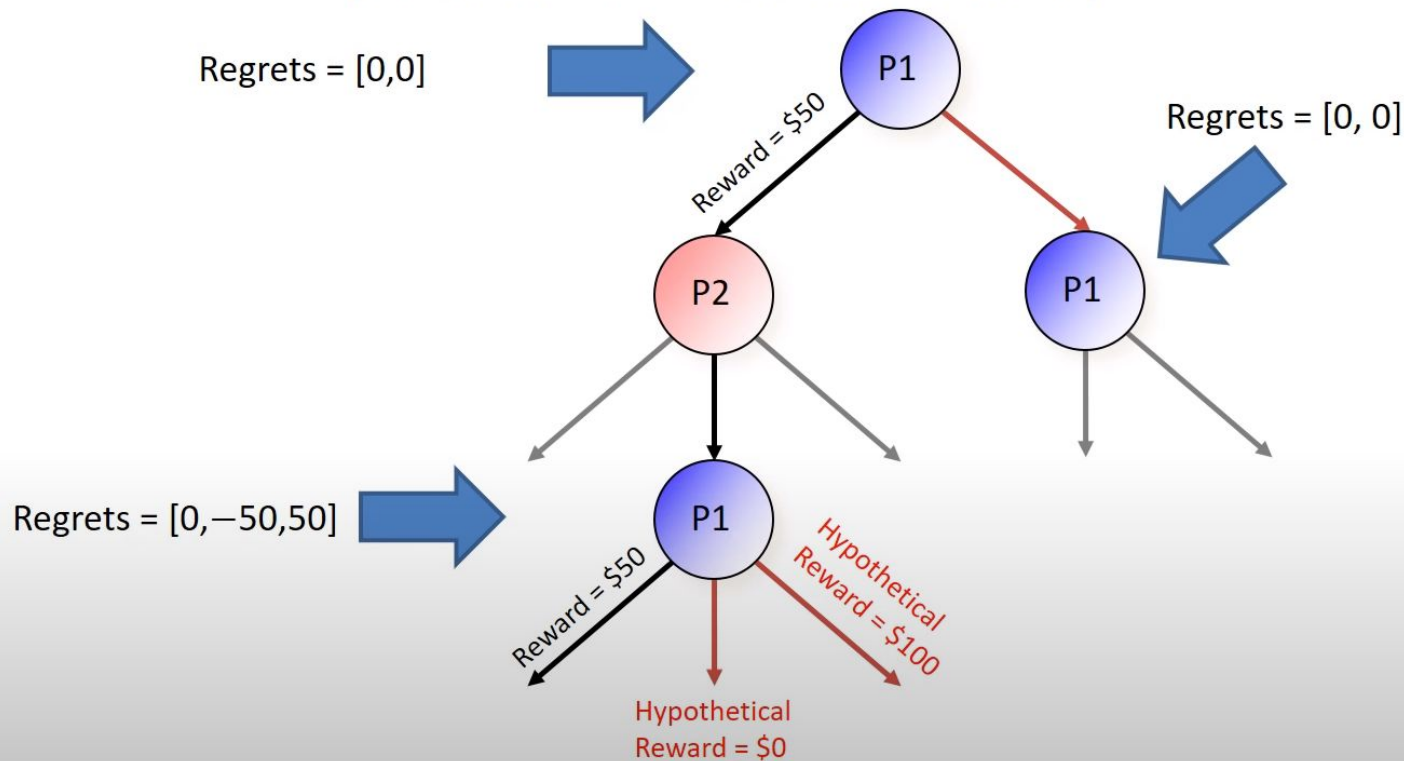 Regrets = [0,0]
P1
Reward = $50
Regrets = [0, 0]
P2
P1
Regrets = [0,−50,50]
P1
Reward = $50
Hypothetical
Reward = $100
Hypothetical
Reward = $0